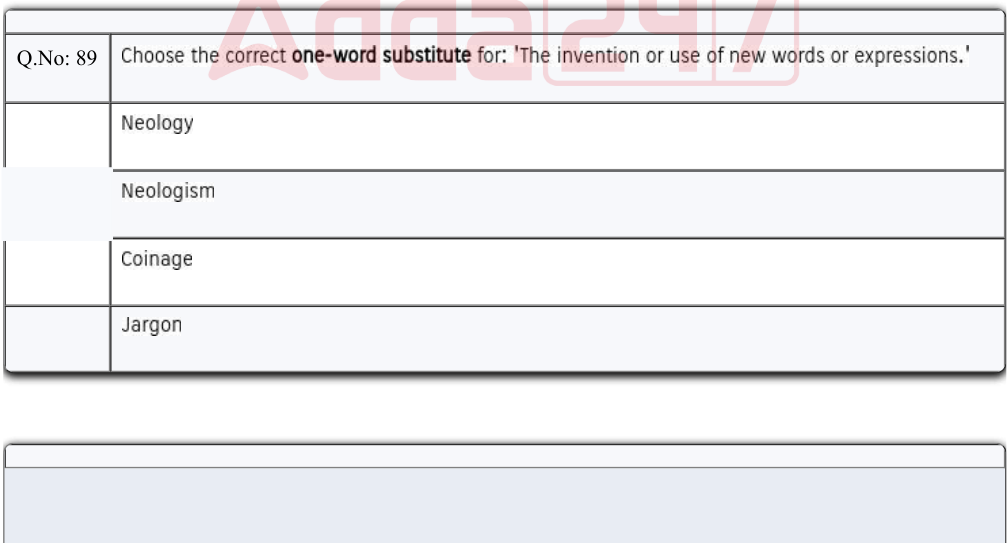 Adda247
Q.No: 89 Choose the correct one-word substitute for: 'The invention or use of new words or expressions.'
Neology
Neologism
Coinage
Jargon